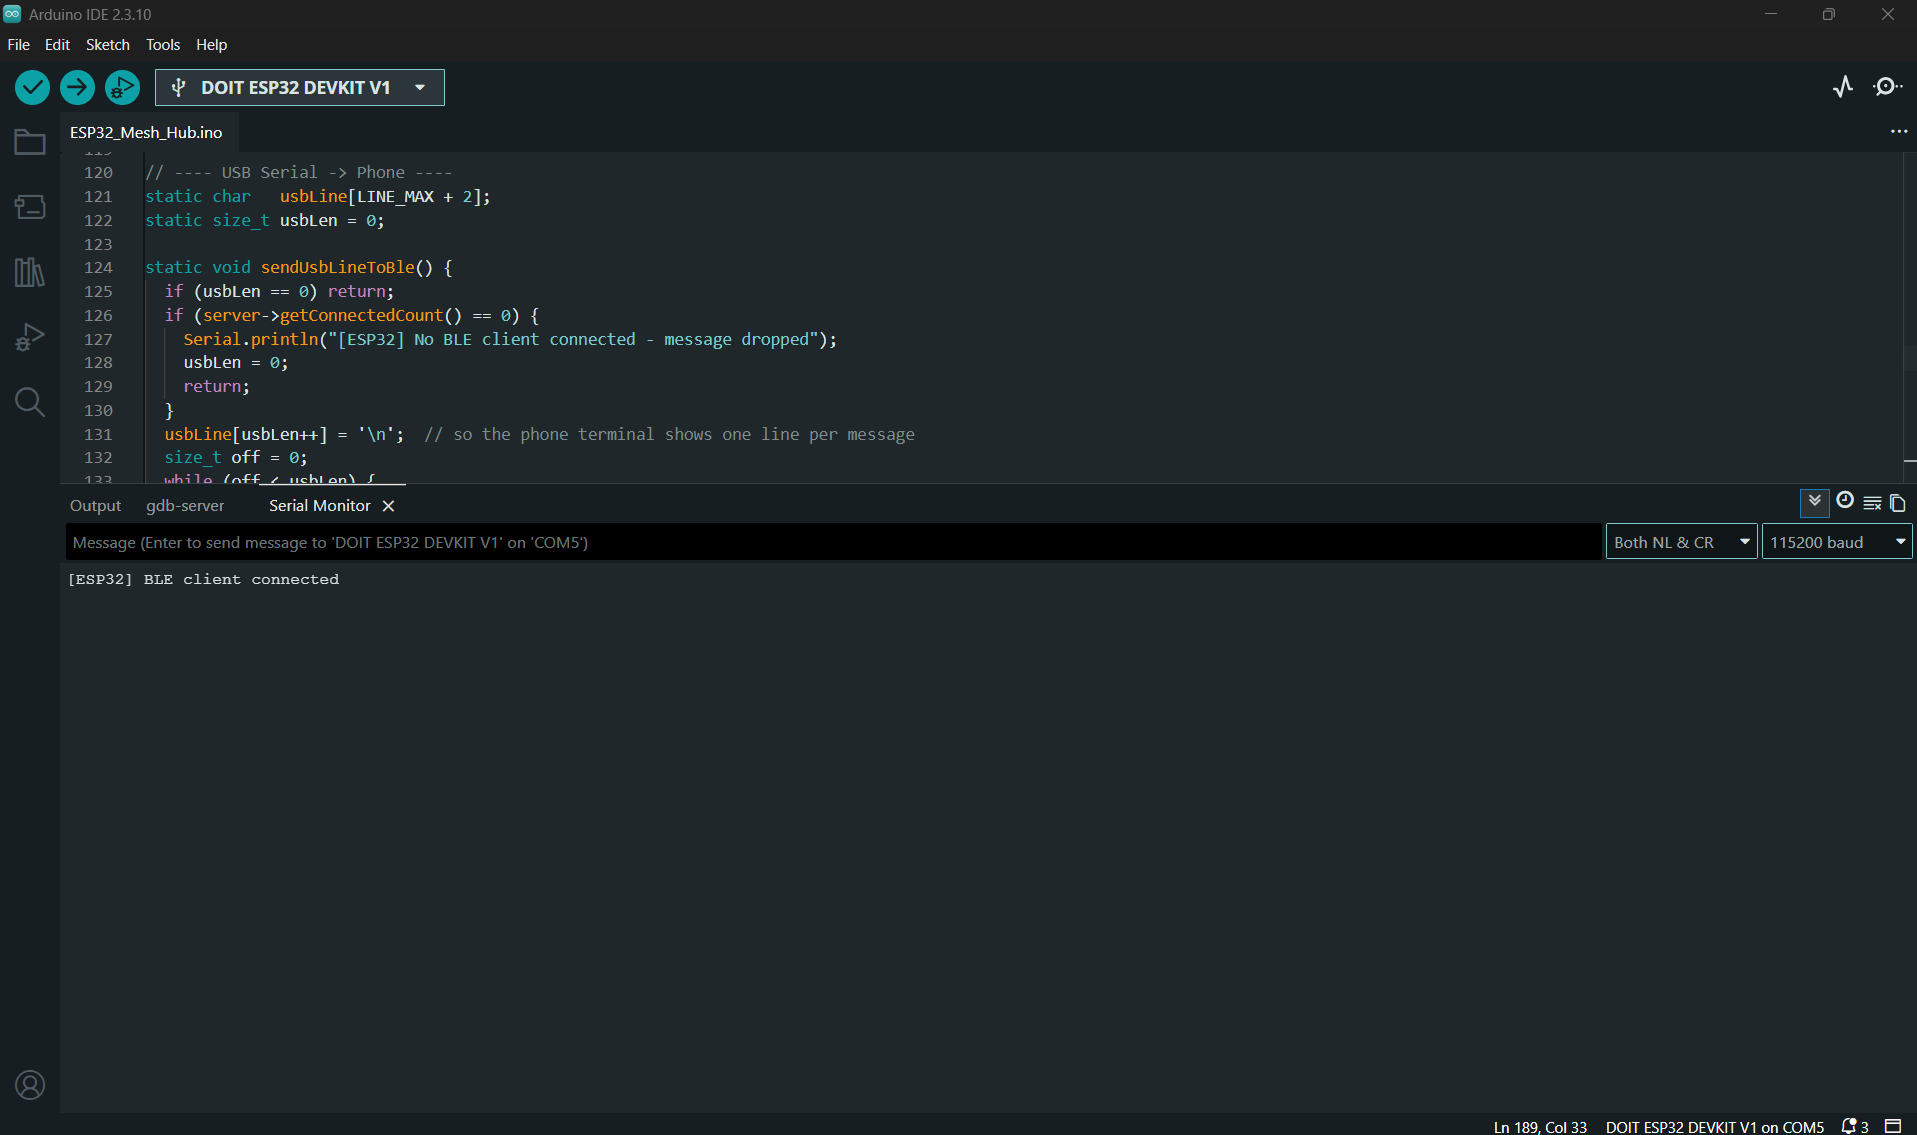 Arduino IDE 2.3.10
File Edit Sketch Tools Help
DOIT ESP32 DEVKIT V1
ESP32_Mesh_Hub.ino
119
120 // ---- USB Serial -> Phone ----
121 static char   usbLine[LINE_MAX + 2];
122 static size_t usbLen = 0;
123
124 static void sendUsbLineToBle() {
125   if (usbLen == 0) return;
126   if (server->getConnectedCount() == 0) {
127     Serial.println("[ESP32] No BLE client connected - message dropped");
128     usbLen = 0;
129     return;
130   }
131   usbLine[usbLen++] = '\n';  // so the phone terminal shows one line per message
132   size_t off = 0;
133   while (off < usbLen) {
Output gdb-server Serial Monitor
Message (Enter to send message to 'DOIT ESP32 DEVKIT V1' on 'COM5') Both NL & CR 115200 baud
[ESP32] BLE client connected
Ln 189, Col 33 DOIT ESP32 DEVKIT V1 on COM5 3